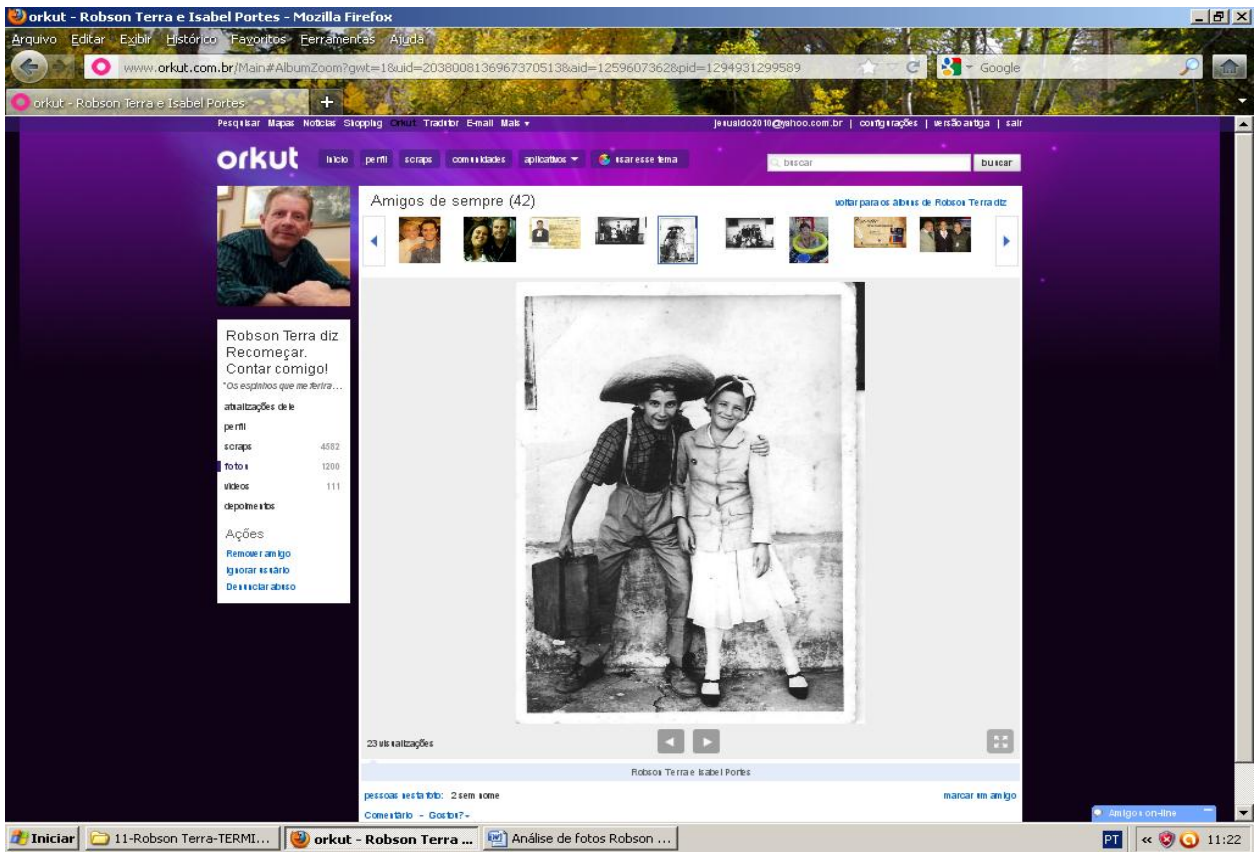 orkut - Robson Terra e Isabel Portes - Mozilla Firefox
Arquivo Editar Exibir Histórico Favoritos Ferramentas Ajuda
www.orkut.com.br/Main#AlbumZoom?gwt=1&uid=2038008136967370513&aid=1259607362&pid=1294931299589
Google
orkut - Robson Terra e Isabel Portes
Pesquisar Mapas Notícias Shopping Orkut Tradutor E-mail Mais
jesualdo2010@yahoo.com.br | configurações | versão antiga | sair
orkut início perfil scraps comunidades aplicativos usar esse tema
buscar buscar
Amigos de sempre (42)
voltar para os álbuns de Robson Terra diz
Robson Terra diz
Recomeçar.
Contar comigo!
"Os espinhos que me ferira...
atualizações dele
perfil
scraps 4582
fotos 1200
vídeos 111
depoimentos
Ações
Remover amigo
Ignorar usuário
Denunciar abuso
23 visualizações
Robson Terra e Isabel Portes
pessoas nesta foto: 2 sem nome
marcar um amigo
Comentário - Gostou?
Amigos on-line
Iniciar
11-Robson Terra-TERMI...
orkut - Robson Terra ...
Análise de fotos Robson ...
PT
11:22